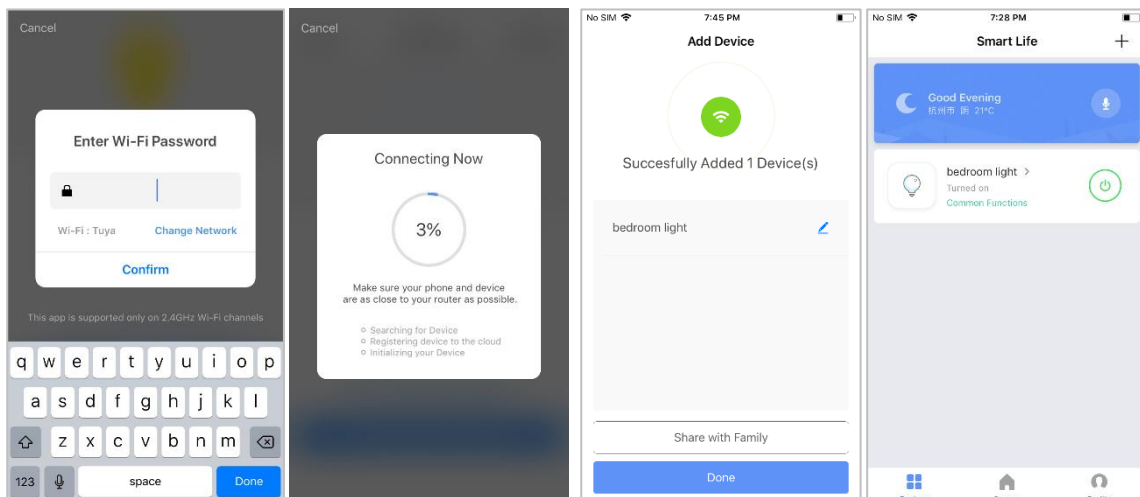 Cancel
Enter Wi-Fi Password
Wi-Fi : Tuya
Change Network
Confirm
This app is supported only on 2.4GHz Wi-Fi channels
q w e r t y u i o p
a s d f g h j k l
z x c v b n m
123
space
Done
Cancel
Connecting Now
3%
Make sure your phone and device
are as close to your router as possible.
Searching for Device
Registering device to the cloud
Initializing your Device
No SIM
7:45 PM
Add Device
Succesfully Added 1 Device(s)
bedroom light
Share with Family
Done
No SIM
7:28 PM
Smart Life
+
Good Evening
杭州市 阴 21°C
bedroom light >
Turned on
Common Functions